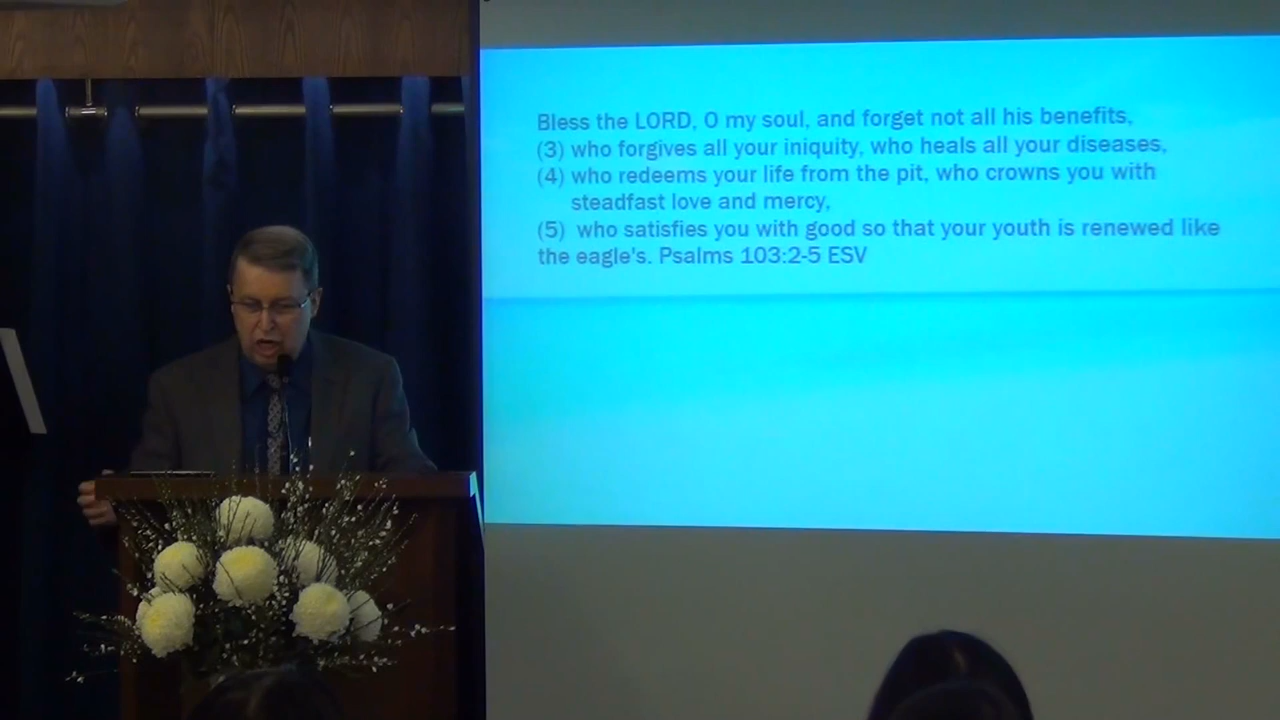 Bless the LORD, O my soul, and forget not all his benefits,
(3) who forgives all your iniquity, who heals all your diseases,
(4) who redeems your life from the pit, who crowns you with
steadfast love and mercy,
(5) who satisfies you with good so that your youth is renewed like
the eagle's. Psalms 103:2-5 ESV